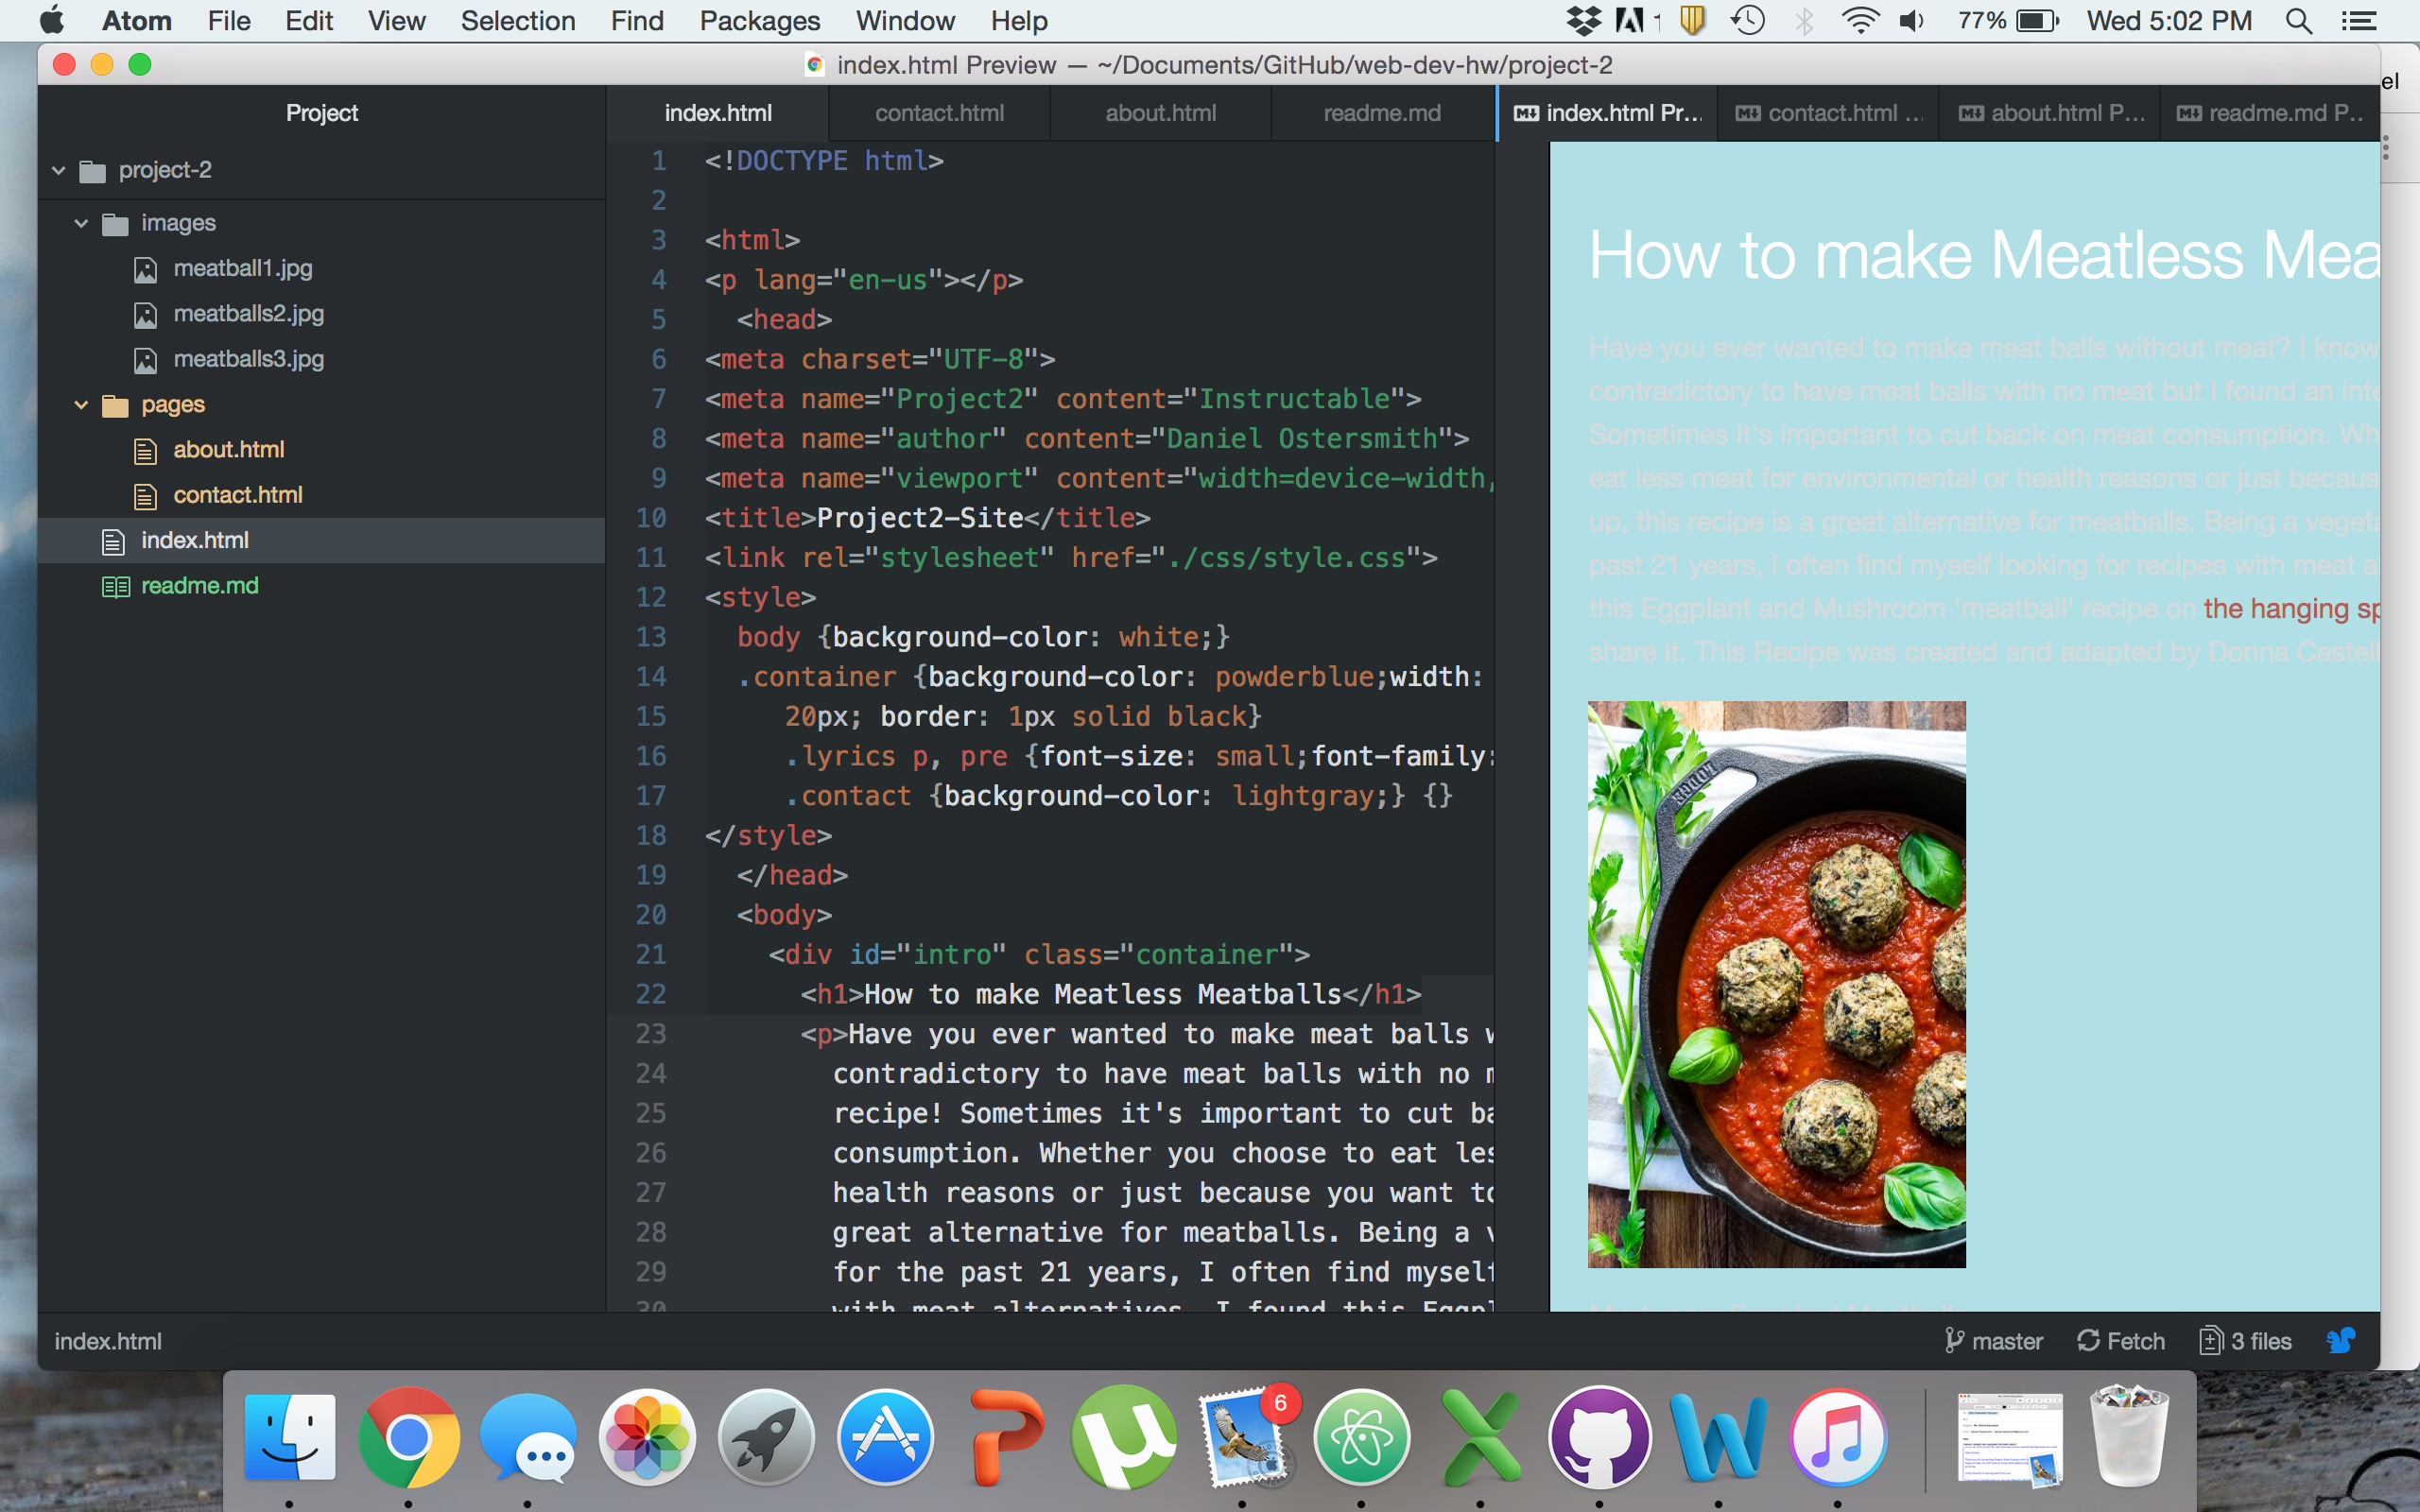 Atom File Edit View Selection Find Packages Window Help
77% Wed 5:02 PM
index.html Preview — ~/Documents/GitHub/web-dev-hw/project-2
el
Project
index.html contact.html about.html readme.md
index.html Pr... contact.html ... about.html P... readme.md P...
project-2
images
meatball1.jpg
meatballs2.jpg
meatballs3.jpg
pages
about.html
contact.html
index.html
readme.md
1 <!DOCTYPE html>
2
3 <html>
4 <p lang="en-us"></p>
5 <head>
6 <meta charset="UTF-8">
7 <meta name="Project2" content="Instructable">
8 <meta name="author" content="Daniel Ostersmith">
9 <meta name="viewport" content="width=device-width,
10 <title>Project2-Site</title>
11 <link rel="stylesheet" href="./css/style.css">
12 <style>
13 body {background-color: white;}
14 .container {background-color: powderblue;width:
15 20px; border: 1px solid black}
16 .lyrics p, pre {font-size: small;font-family:
17 .contact {background-color: lightgray;} {}
18 </style>
19 </head>
20 <body>
21 <div id="intro" class="container">
22 <h1>How to make Meatless Meatballs</h1>
23 <p>Have you ever wanted to make meat balls w
24 contradictory to have meat balls with no m
25 recipe! Sometimes it's important to cut ba
26 consumption. Whether you choose to eat les
27 health reasons or just because you want to
28 great alternative for meatballs. Being a v
29 for the past 21 years, I often find myself
30 with meat alternatives. I found this Eggpl
How to make Meatless Mea
Have you ever wanted to make meat balls without meat? I know
contradictory to have meat balls with no meat but I found an inte
Sometimes it's important to cut back on meat consumption. Wh
eat less meat for environmental or health reasons or just becaus
up, this recipe is a great alternative for meatballs. Being a vegeta
past 21 years, I often find myself looking for recipes with meat a
this Eggplant and Mushroom 'meatball' recipe on the hanging sp
share it. This Recipe was created and adapted by Donna Castell
index.html
master Fetch 3 files
6